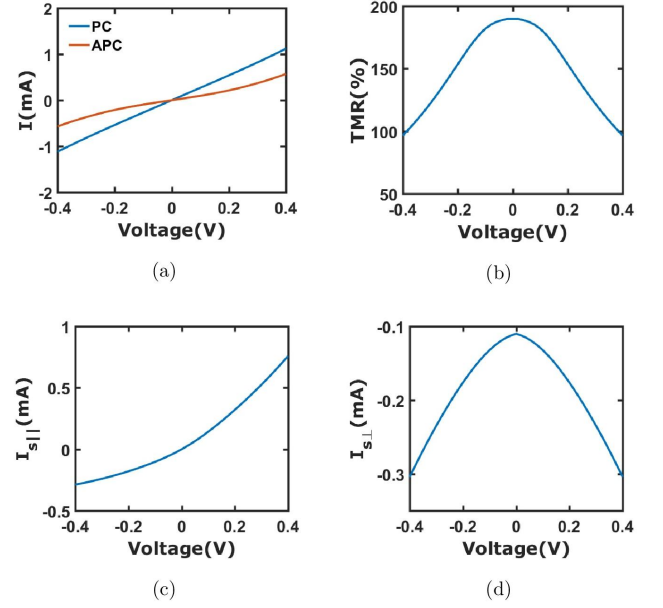 2
1
0
-1
-2
I(mA)
PC
APC
-0.4 -0.2 0 0.2 0.4
Voltage(V)
(a)
200
150
100
50
TMR(%)
-0.4 -0.2 0 0.2 0.4
Voltage(V)
(b)
1
0.5
0
-0.5
Is||(mA)
-0.4 -0.2 0 0.2 0.4
Voltage(V)
(c)
-0.1
-0.2
-0.3
Is⊥(mA)
-0.4 -0.2 0 0.2 0.4
Voltage(V)
(d)